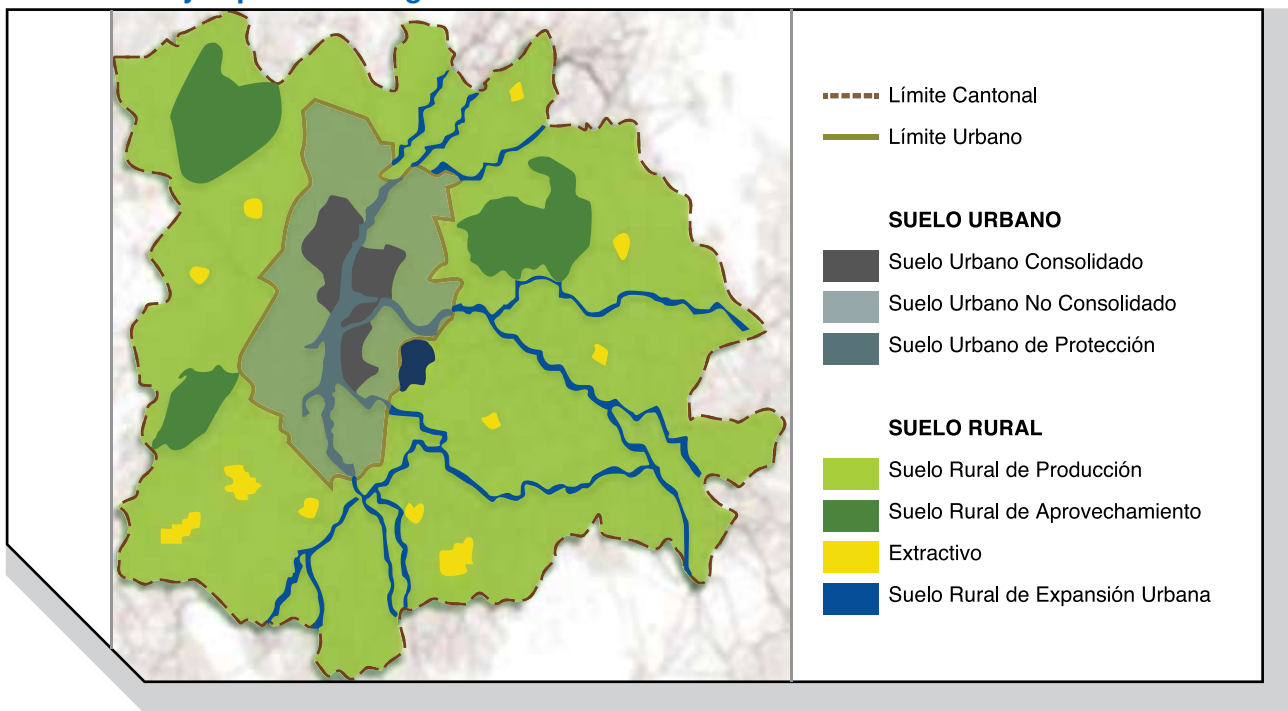 Límite Cantonal
Límite Urbano
SUELO URBANO
Suelo Urbano Consolidado
Suelo Urbano No Consolidado
Suelo Urbano de Protección
SUELO RURAL
Suelo Rural de Producción
Suelo Rural de Aprovechamiento
Extractivo
Suelo Rural de Expansión Urbana